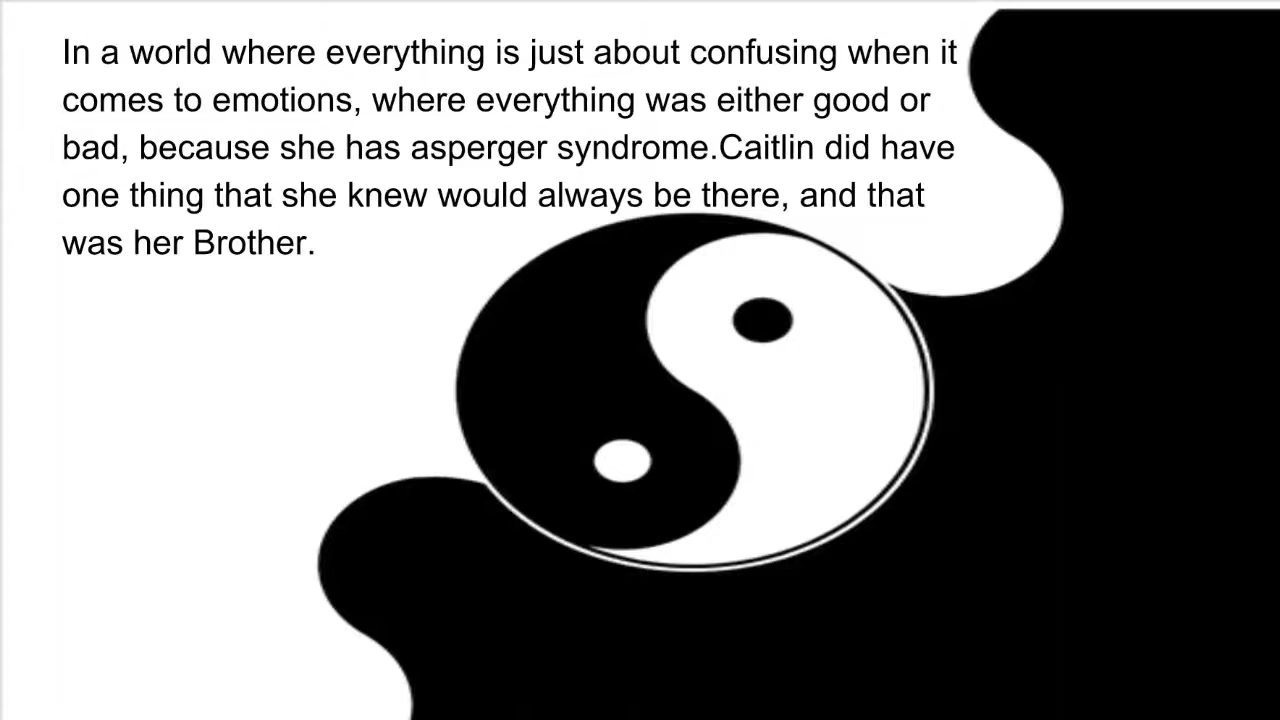 In a world where everything is just about confusing when it
comes to emotions, where everything was either good or
bad, because she has asperger syndrome.Caitlin did have
one thing that she knew would always be there, and that
was her Brother.